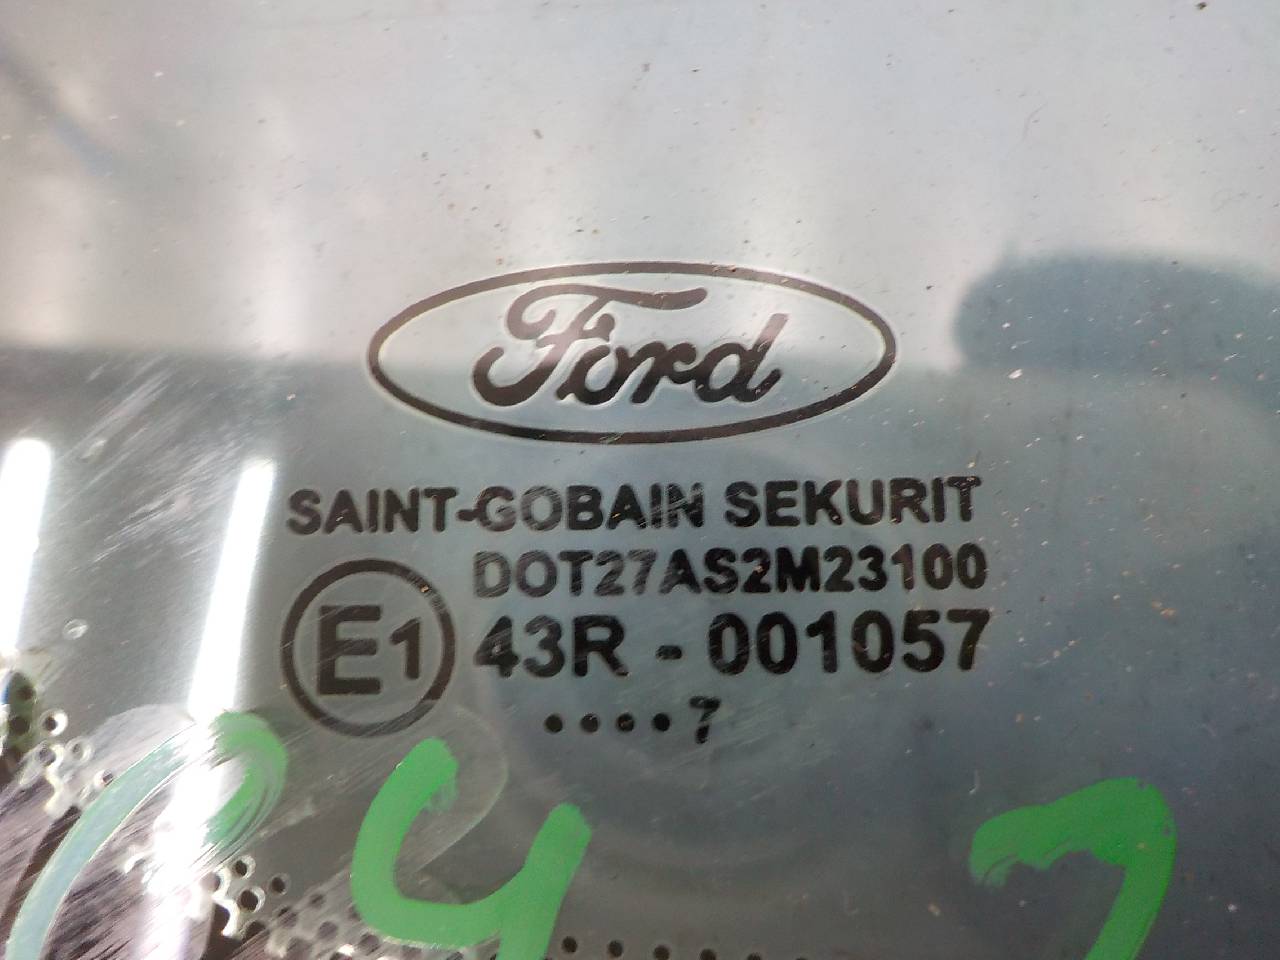 Ford
SAINT-GOBAIN SEKURIT
DOT27AS2M23100
E1 43R - 001057
••••7